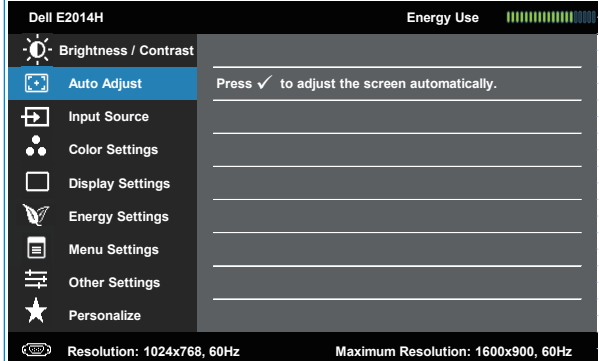 Dell E2014H Energy Use
Brightness / Contrast
Auto Adjust Press ✓ to adjust the screen automatically.
Input Source
Color Settings
Display Settings
Energy Settings
Menu Settings
Other Settings
Personalize
Resolution: 1024x768, 60Hz Maximum Resolution: 1600x900, 60Hz